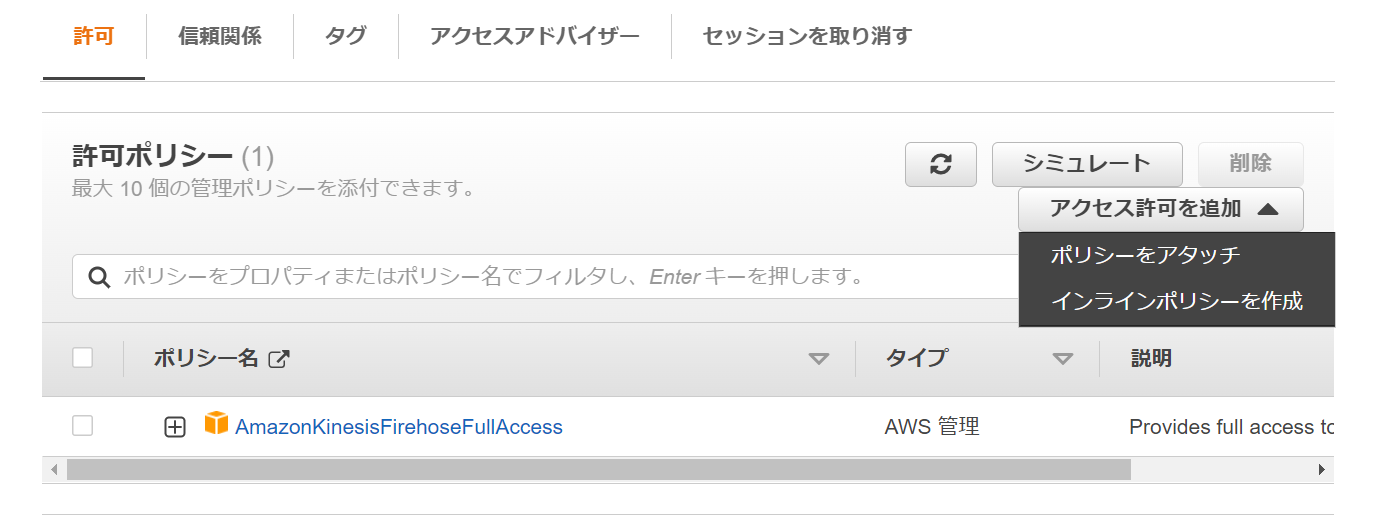 許可 信頼関係 タグ アクセスアドバイザー セッションを取り消す
許可ポリシー (1)
最大 10 個の管理ポリシーを添付できます。
シミュレート 削除
アクセス許可を追加
ポリシーをアタッチ
インラインポリシーを作成
ポリシーをプロパティまたはポリシー名でフィルタし、Enter キーを押します。
ポリシー名 タイプ 説明
AmazonKinesisFirehoseFullAccess AWS 管理 Provides full access to